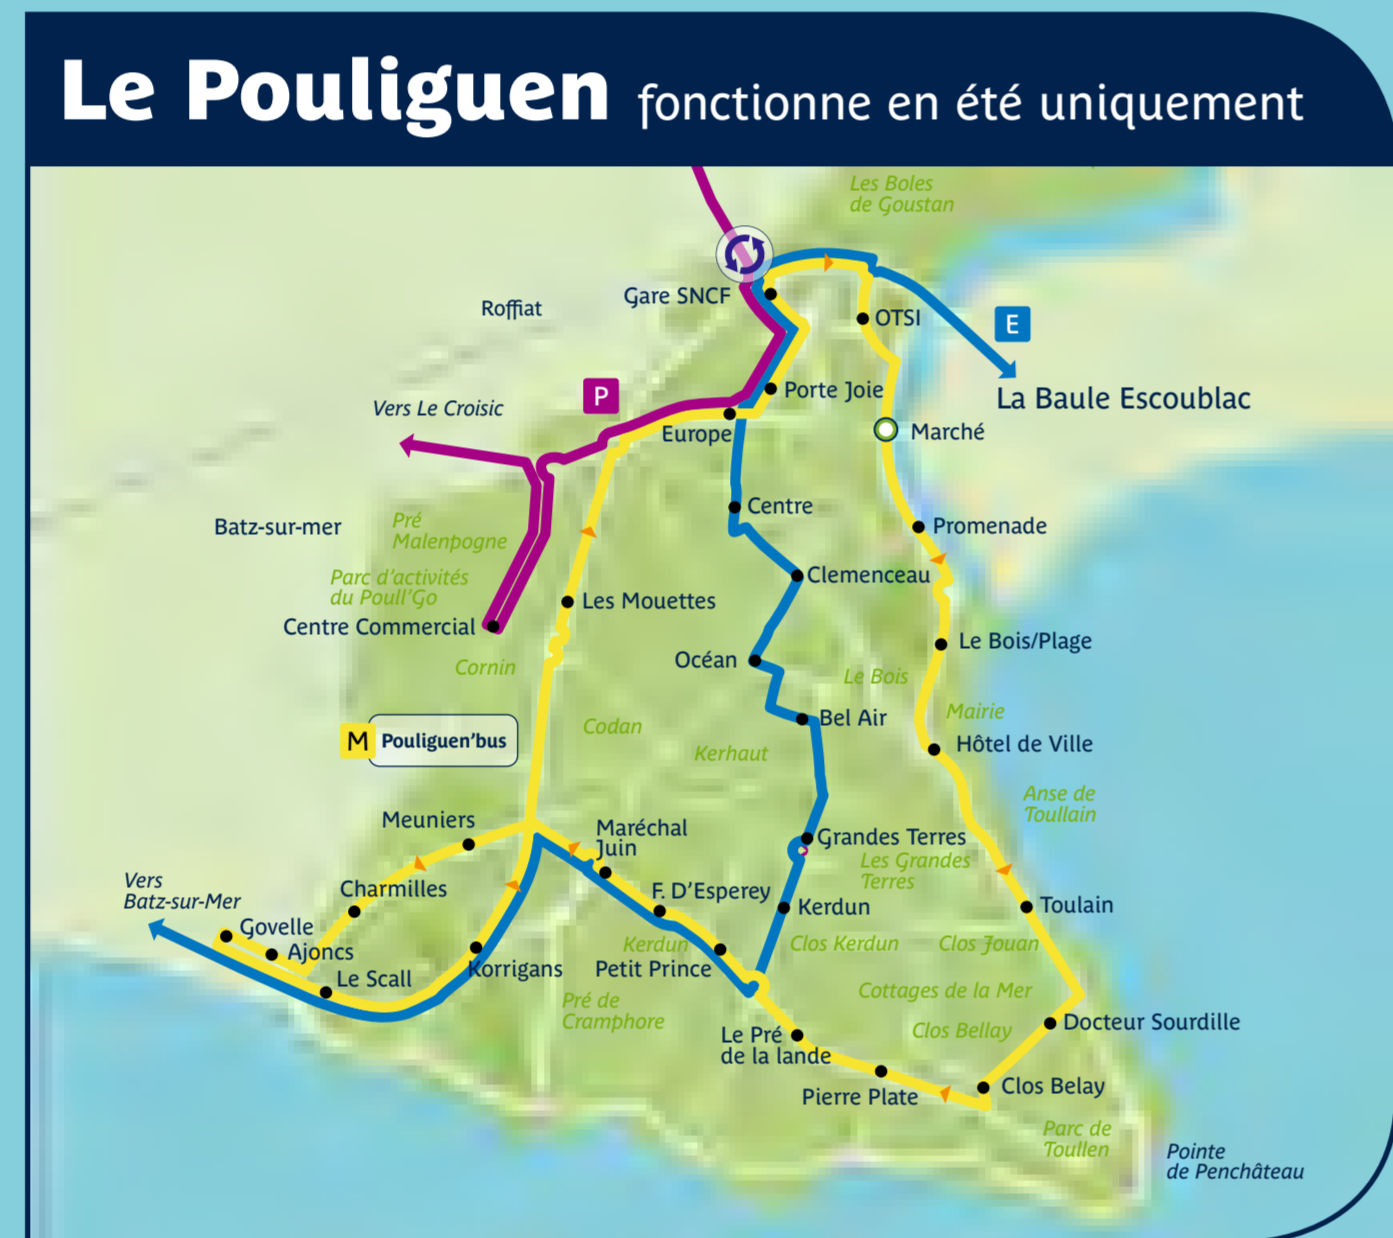 Le Pouliguen fonctionne en été uniquement
Les Boles
de Goustan
Gare SNCF
Roffiat
OTSI
E
Porte Joie
La Baule Escoublac
P
Vers Le Croisic
Europe
Marché
Centre
Promenade
Batz-sur-mer
Pré
Malenpogne
Clemenceau
Parc d'activités
du Poull'Go
Les Mouettes
Centre Commercial
Le Bois/Plage
Cornin
Océan
Le Bois
Mairie
Bel Air
Codan
M Pouliguen'bus
Kerhaut
Hôtel de Ville
Anse de
Toullain
Meuniers
Maréchal
Juin
Grandes Terres
Les Grandes
Terres
Vers
Batz-sur-Mer
Charmilles
F. D'Esperey
Kerdun
Toulain
Govelle
Ajoncs
Kerdun
Clos Kerdun
Clos Jouan
Korrigans
Petit Prince
Le Scall
Cottages de la Mer
Pré de
Cramphore
Clos Bellay
Docteur Sourdille
Le Pré
de la lande
Pierre Plate
Clos Belay
Parc de
Toullen
Pointe
de Penchâteau